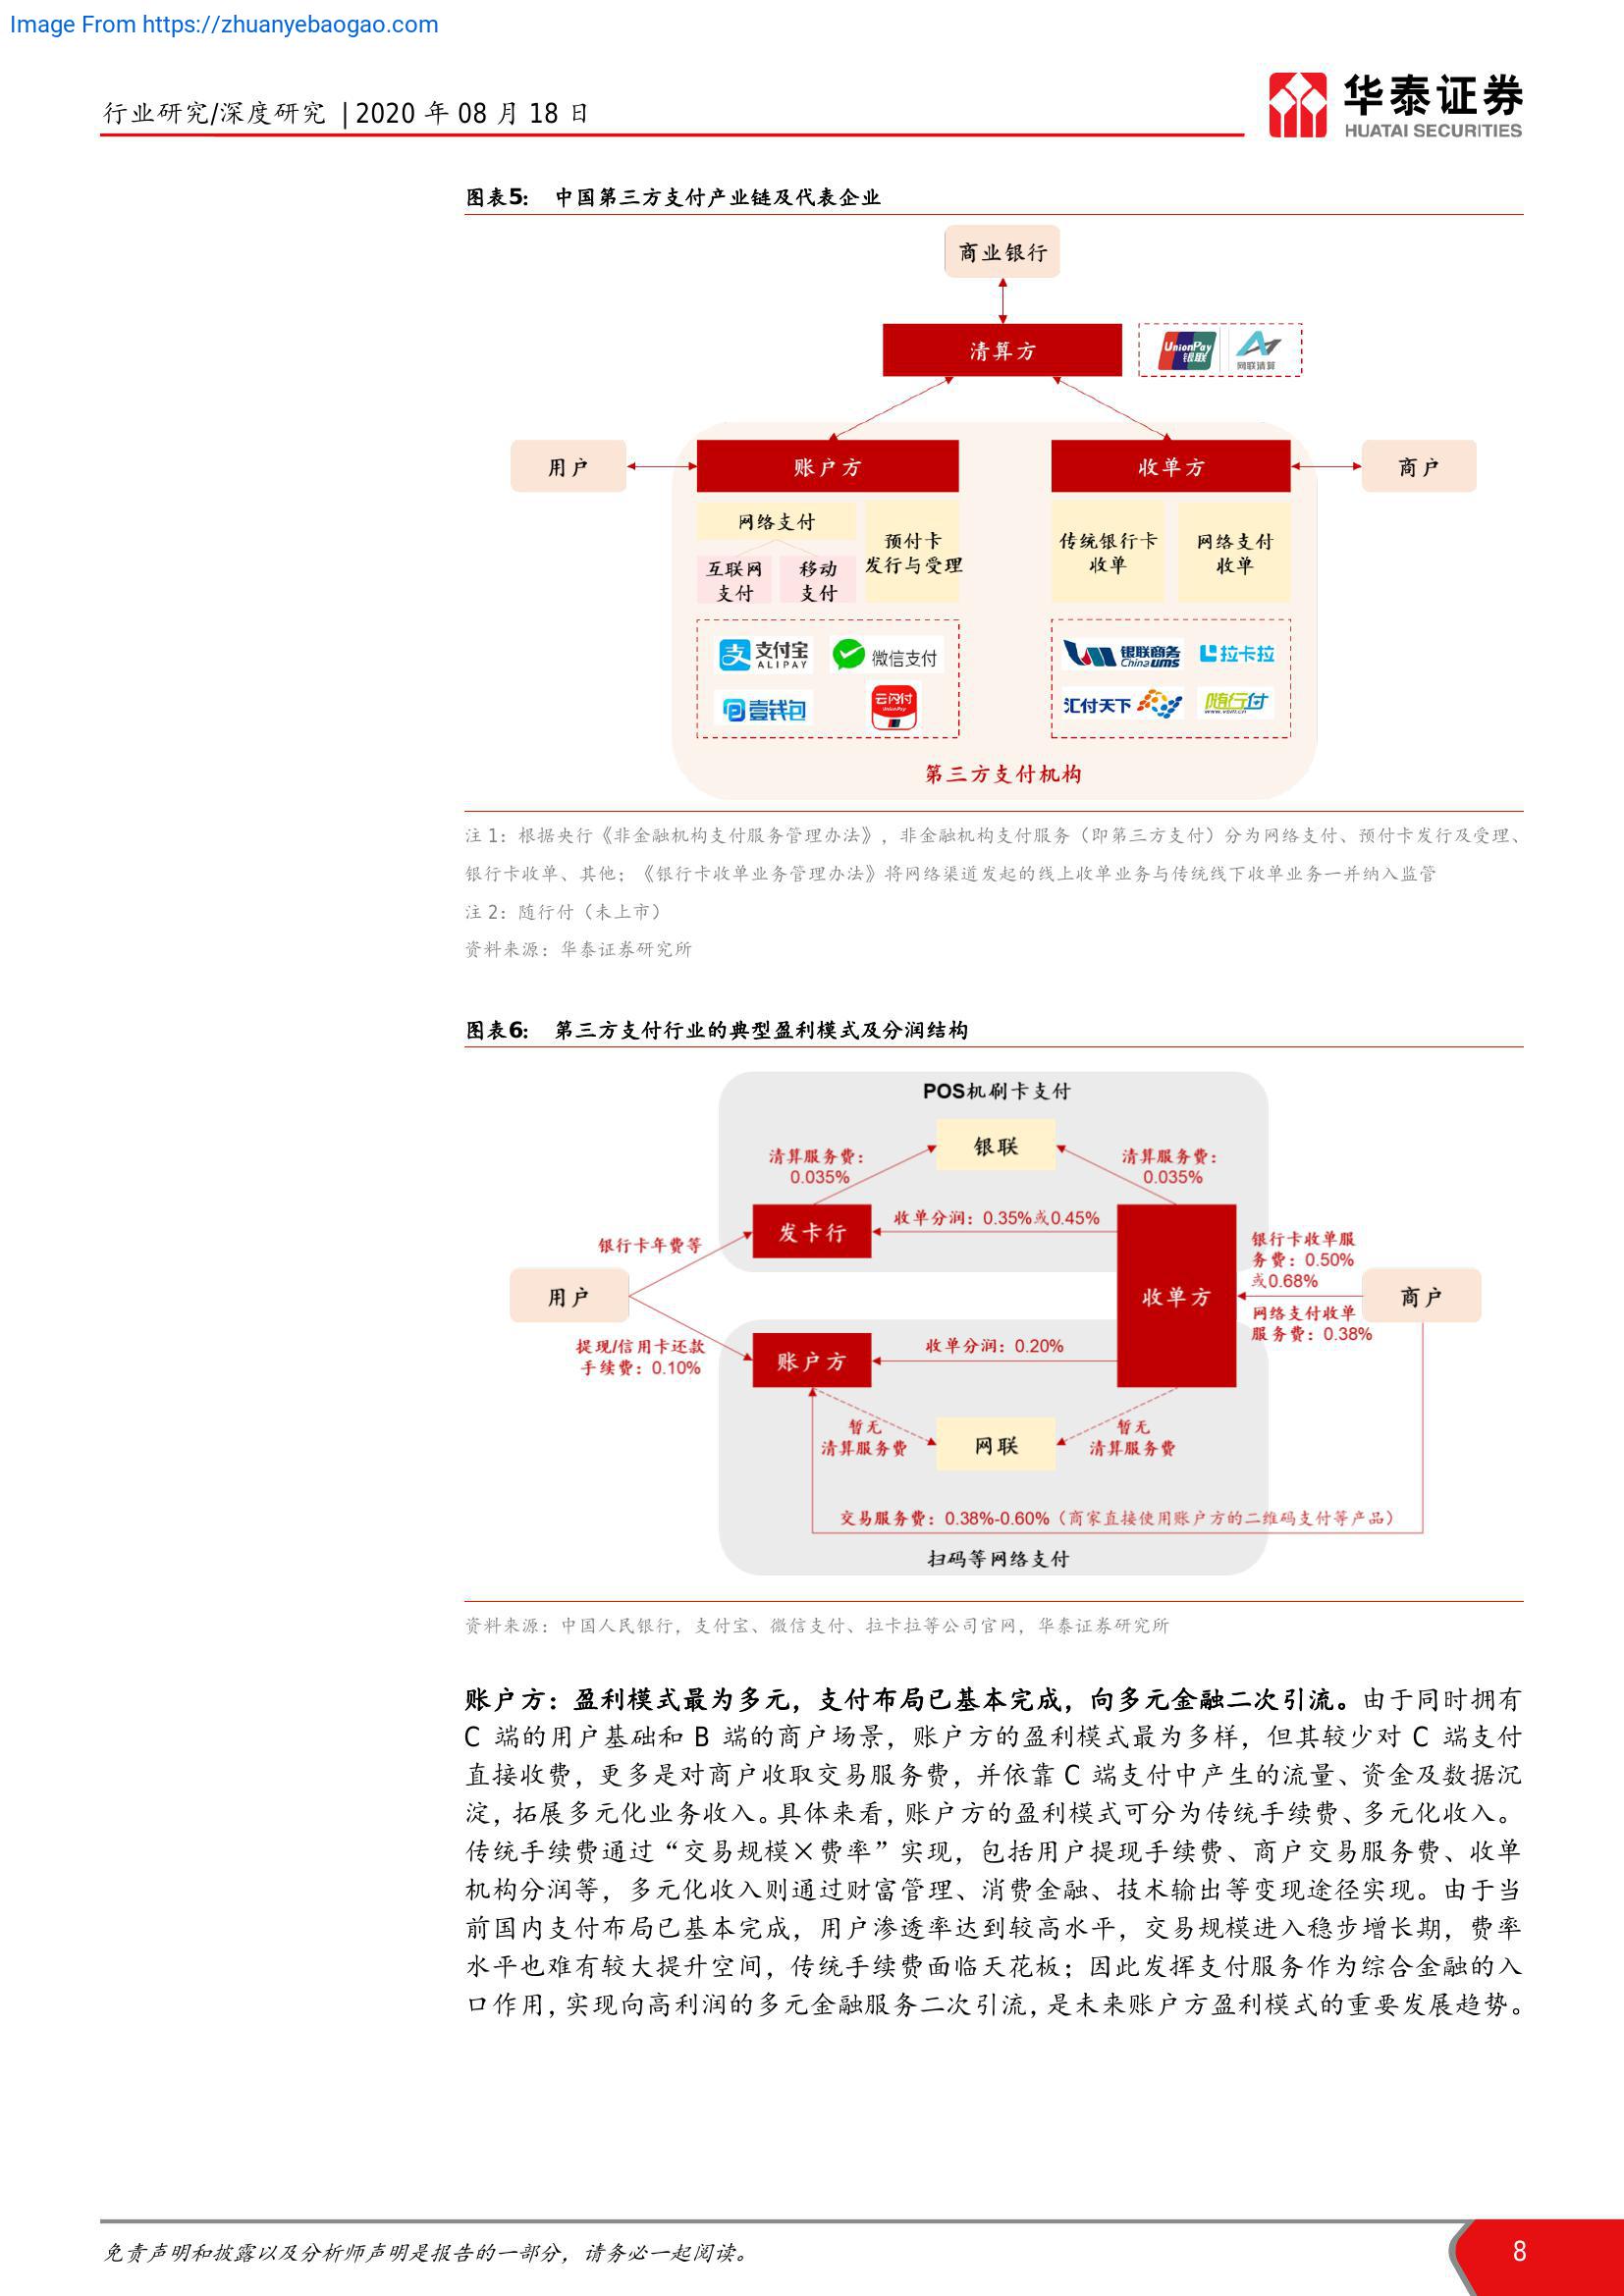 Image From https://zhuanyebaogao.com
行业研究/深度研究 | 2020 年 08 月 18 日
华泰证券
HUATAI SECURITIES
图表5: 中国第三方支付产业链及代表企业
商业银行
清算方
UnionPay
银联
网联清算
用户
账户方
收单方
商户
网络支付
预付卡
发行与受理
互联网
支付
移动
支付
传统银行卡
收单
网络支付
收单
支付宝
ALIPAY
微信支付
银联商务
China ums
拉卡拉
壹钱包
云闪付
UnionPay
汇付天下
随行付
www.vbill.cn
第三方支付机构
注 1：根据央行《非金融机构支付服务管理办法》，非金融机构支付服务（即第三方支付）分为网络支付、预付卡发行及受理、
银行卡收单、其他；《银行卡收单业务管理办法》将网络渠道发起的线上收单业务与传统线下收单业务一并纳入监管
注 2：随行付（未上市）
资料来源：华泰证券研究所
图表6: 第三方支付行业的典型盈利模式及分润结构
POS机刷卡支付
银联
清算服务费：
0.035%
清算服务费：
0.035%
发卡行
收单分润：0.35%或0.45%
银行卡年费等
用户
收单方
银行卡收单服
务费：0.50%
或0.68%
商户
网络支付收单
服务费：0.38%
提现/信用卡还款
手续费：0.10%
账户方
收单分润：0.20%
暂无
清算服务费
网联
暂无
清算服务费
交易服务费：0.38%-0.60%（商家直接使用账户方的二维码支付等产品）
扫码等网络支付
资料来源：中国人民银行，支付宝、微信支付、拉卡拉等公司官网，华泰证券研究所
账户方：盈利模式最为多元，支付布局已基本完成，向多元金融二次引流。由于同时拥有
C 端的用户基础和 B 端的商户场景，账户方的盈利模式最为多样，但其较少对 C 端支付
直接收费，更多是对商户收取交易服务费，并依靠 C 端支付中产生的流量、资金及数据沉
淀，拓展多元化业务收入。具体来看，账户方的盈利模式可分为传统手续费、多元化收入。
传统手续费通过“交易规模×费率”实现，包括用户提现手续费、商户交易服务费、收单
机构分润等，多元化收入则通过财富管理、消费金融、技术输出等变现途径实现。由于当
前国内支付布局已基本完成，用户渗透率达到较高水平，交易规模进入稳步增长期，费率
水平也难有较大提升空间，传统手续费面临天花板；因此发挥支付服务作为综合金融的入
口作用，实现向高利润的多元金融服务二次引流，是未来账户方盈利模式的重要发展趋势。
免责声明和披露以及分析师声明是报告的一部分，请务必一起阅读。
8